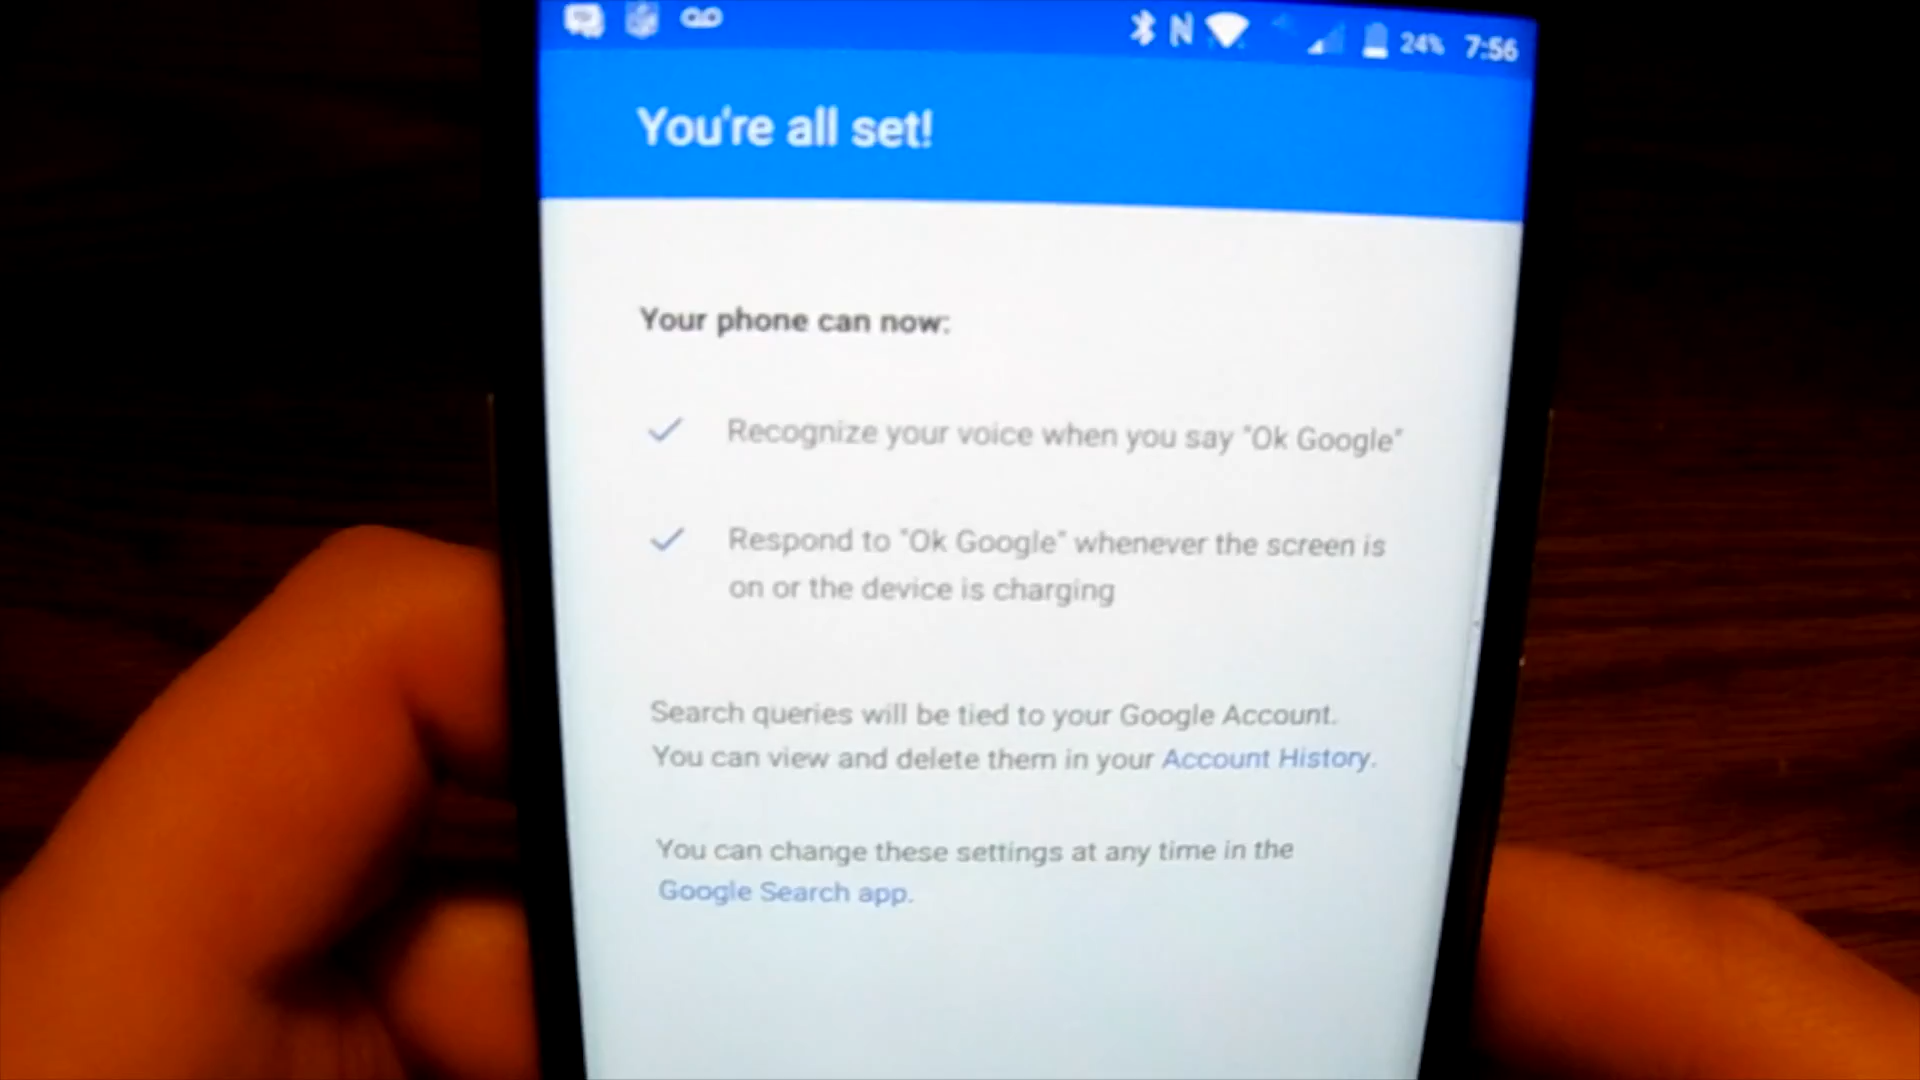 24% 7:56
You're all set!
Your phone can now:
Recognize your voice when you say "Ok Google"
Respond to "Ok Google" whenever the screen is
on or the device is charging
Search queries will be tied to your Google Account.
You can view and delete them in your Account History.
You can change these settings at any time in the
Google Search app.